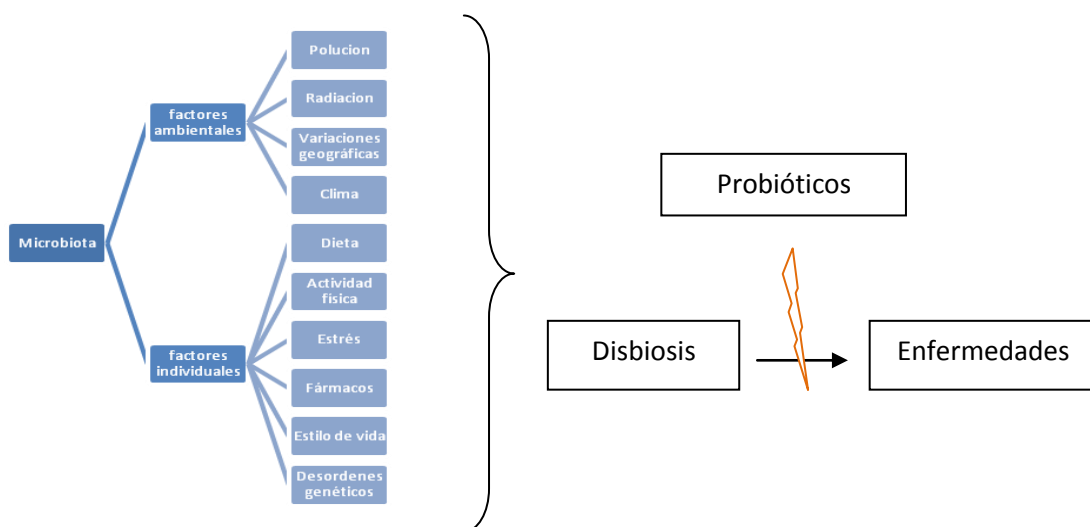 Microbiota
factores
ambientales
Polucion
Radiacion
Variaciones
geográficas
Clima
factores
individuales
Dieta
Actividad
física
Estrés
Fármacos
Estilo de vida
Desordenes
genéticos
Probióticos
Disbiosis
Enfermedades